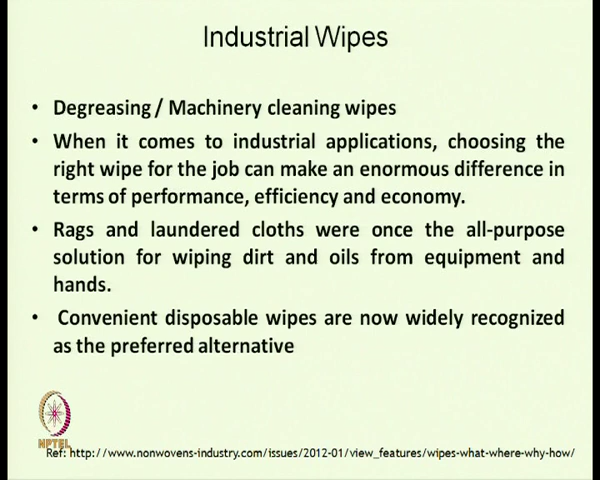 Industrial Wipes
• Degreasing / Machinery cleaning wipes
• When it comes to industrial applications, choosing the
right wipe for the job can make an enormous difference in
terms of performance, efficiency and economy.
• Rags and laundered cloths were once the all-purpose
solution for wiping dirt and oils from equipment and
hands.
• Convenient disposable wipes are now widely recognized
as the preferred alternative
NPTEL
Ref: http://www.nonwovens-industry.com/issues/2012-01/view_features/wipes-what-where-why-how/